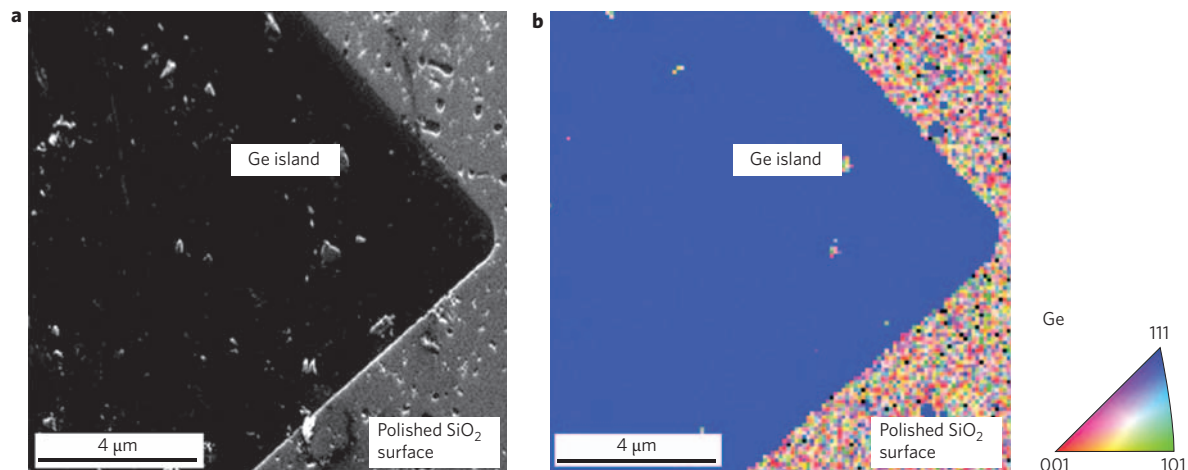 a
Ge island
4 μm
Polished SiO₂
surface
b
Ge island
4 μm
Polished SiO₂
surface
Ge
111
001
101